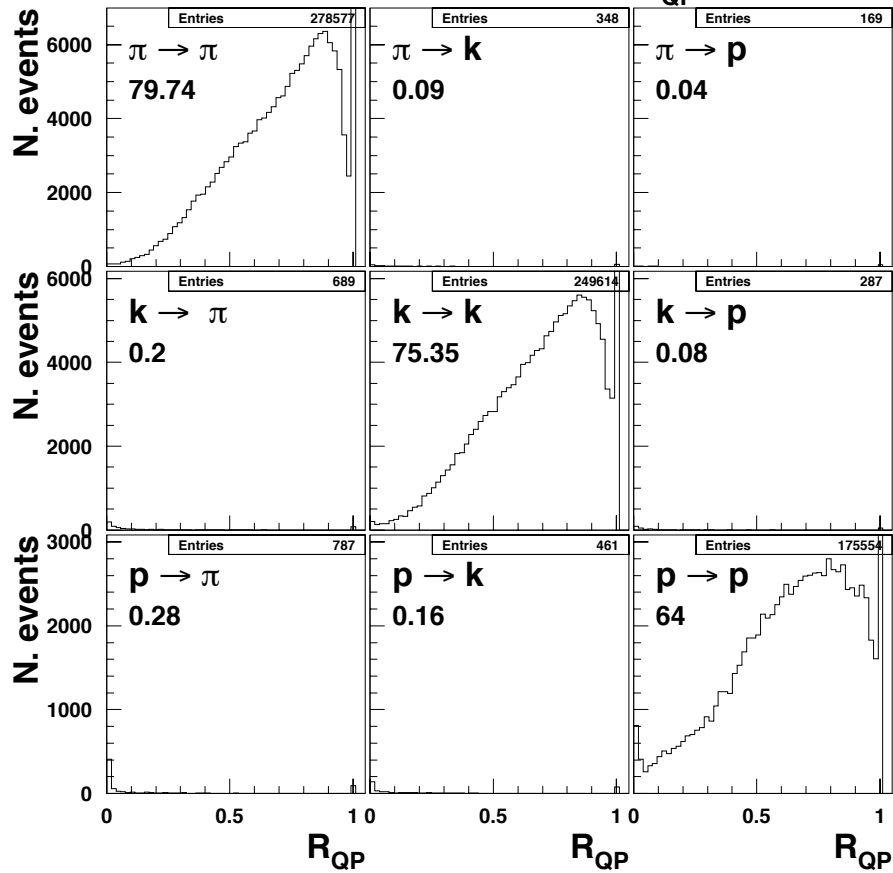 QP
N. events
6000
4000
2000
0
Entries 278577
π → π
79.74
Entries 348
π → k
0.09
Entries 169
π → p
0.04
N. events
6000
4000
2000
0
Entries 689
k → π
0.2
Entries 249614
k → k
75.35
Entries 287
k → p
0.08
N. events
3000
2000
1000
0
Entries 787
p → π
0.28
Entries 461
p → k
0.16
Entries 175554
p → p
64
0 0.5 1 0 0.5 1 0 0.5 1
R_QP R_QP R_QP